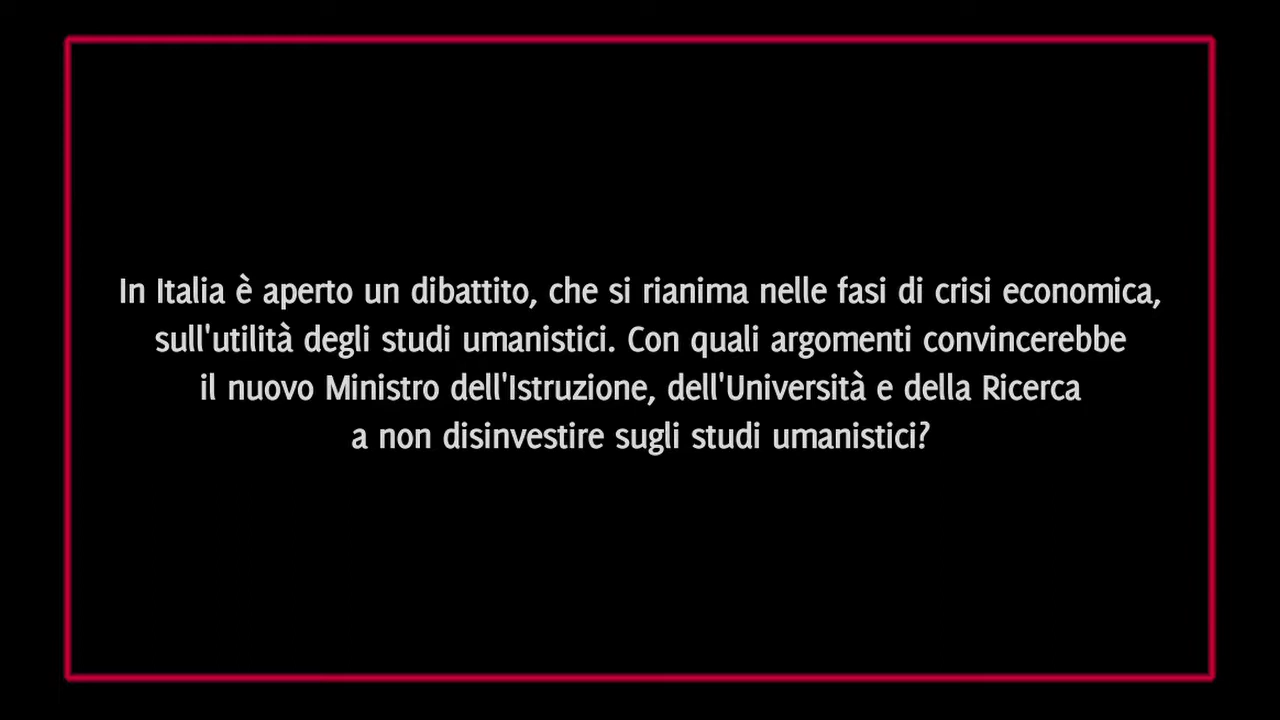 In Italia è aperto un dibattito, che si rianima nelle fasi di crisi economica,
sull'utilità degli studi umanistici. Con quali argomenti convincerebbe
il nuovo Ministro dell'Istruzione, dell'Università e della Ricerca
a non disinvestire sugli studi umanistici?